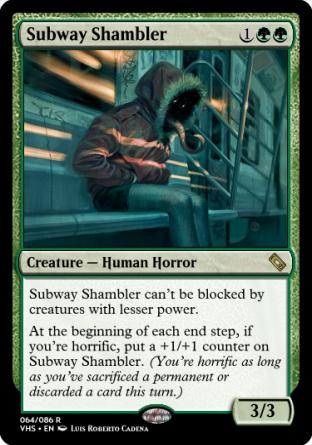 Subway Shambler 1
Creature — Human Horror
Subway Shambler can't be blocked by
creatures with lesser power.
At the beginning of each end step, if
you're horrific, put a +1/+1 counter on
Subway Shambler. (You're horrific as long
as you've sacrificed a permanent or
discarded a card this turn.)
3/3
064/086 R
VHS • EN Luis Roberto Cadena